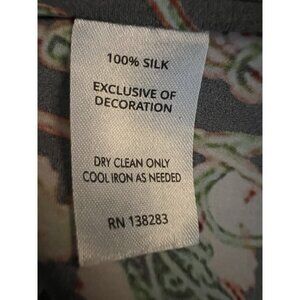 100% SILK
EXCLUSIVE OF
DECORATION
DRY CLEAN ONLY
COOL IRON AS NEEDED
RN 138283